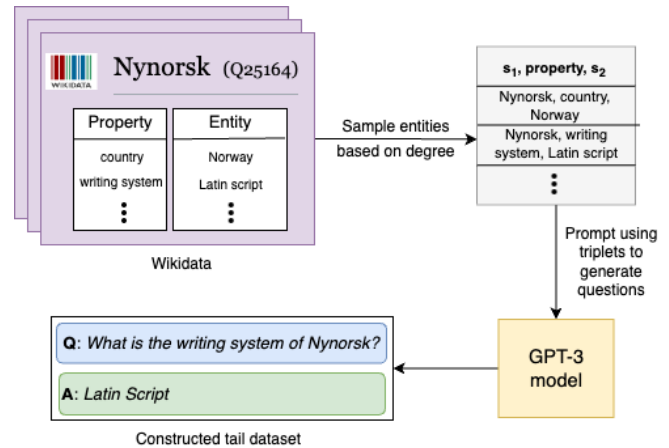 WIKIDATA
Nynorsk (Q25164)
Property
country
writing system
⋮
Entity
Norway
Latin script
⋮
Wikidata
Sample entities
based on degree
s₁, property, s₂
Nynorsk, country,
Norway
Nynorsk, writing
system, Latin script
⋮
Prompt using
triplets to
generate
questions
GPT-3
model
Q: What is the writing system of Nynorsk?
A: Latin Script
Constructed tail dataset